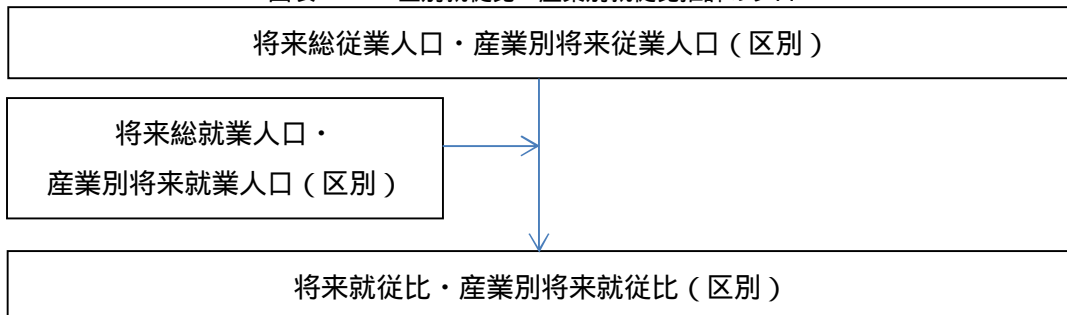 将来総従業人口・産業別将来従業人口（区別）
将来総就業人口・
産業別将来就業人口（区別）
将来就従比・産業別将来就従比（区別）